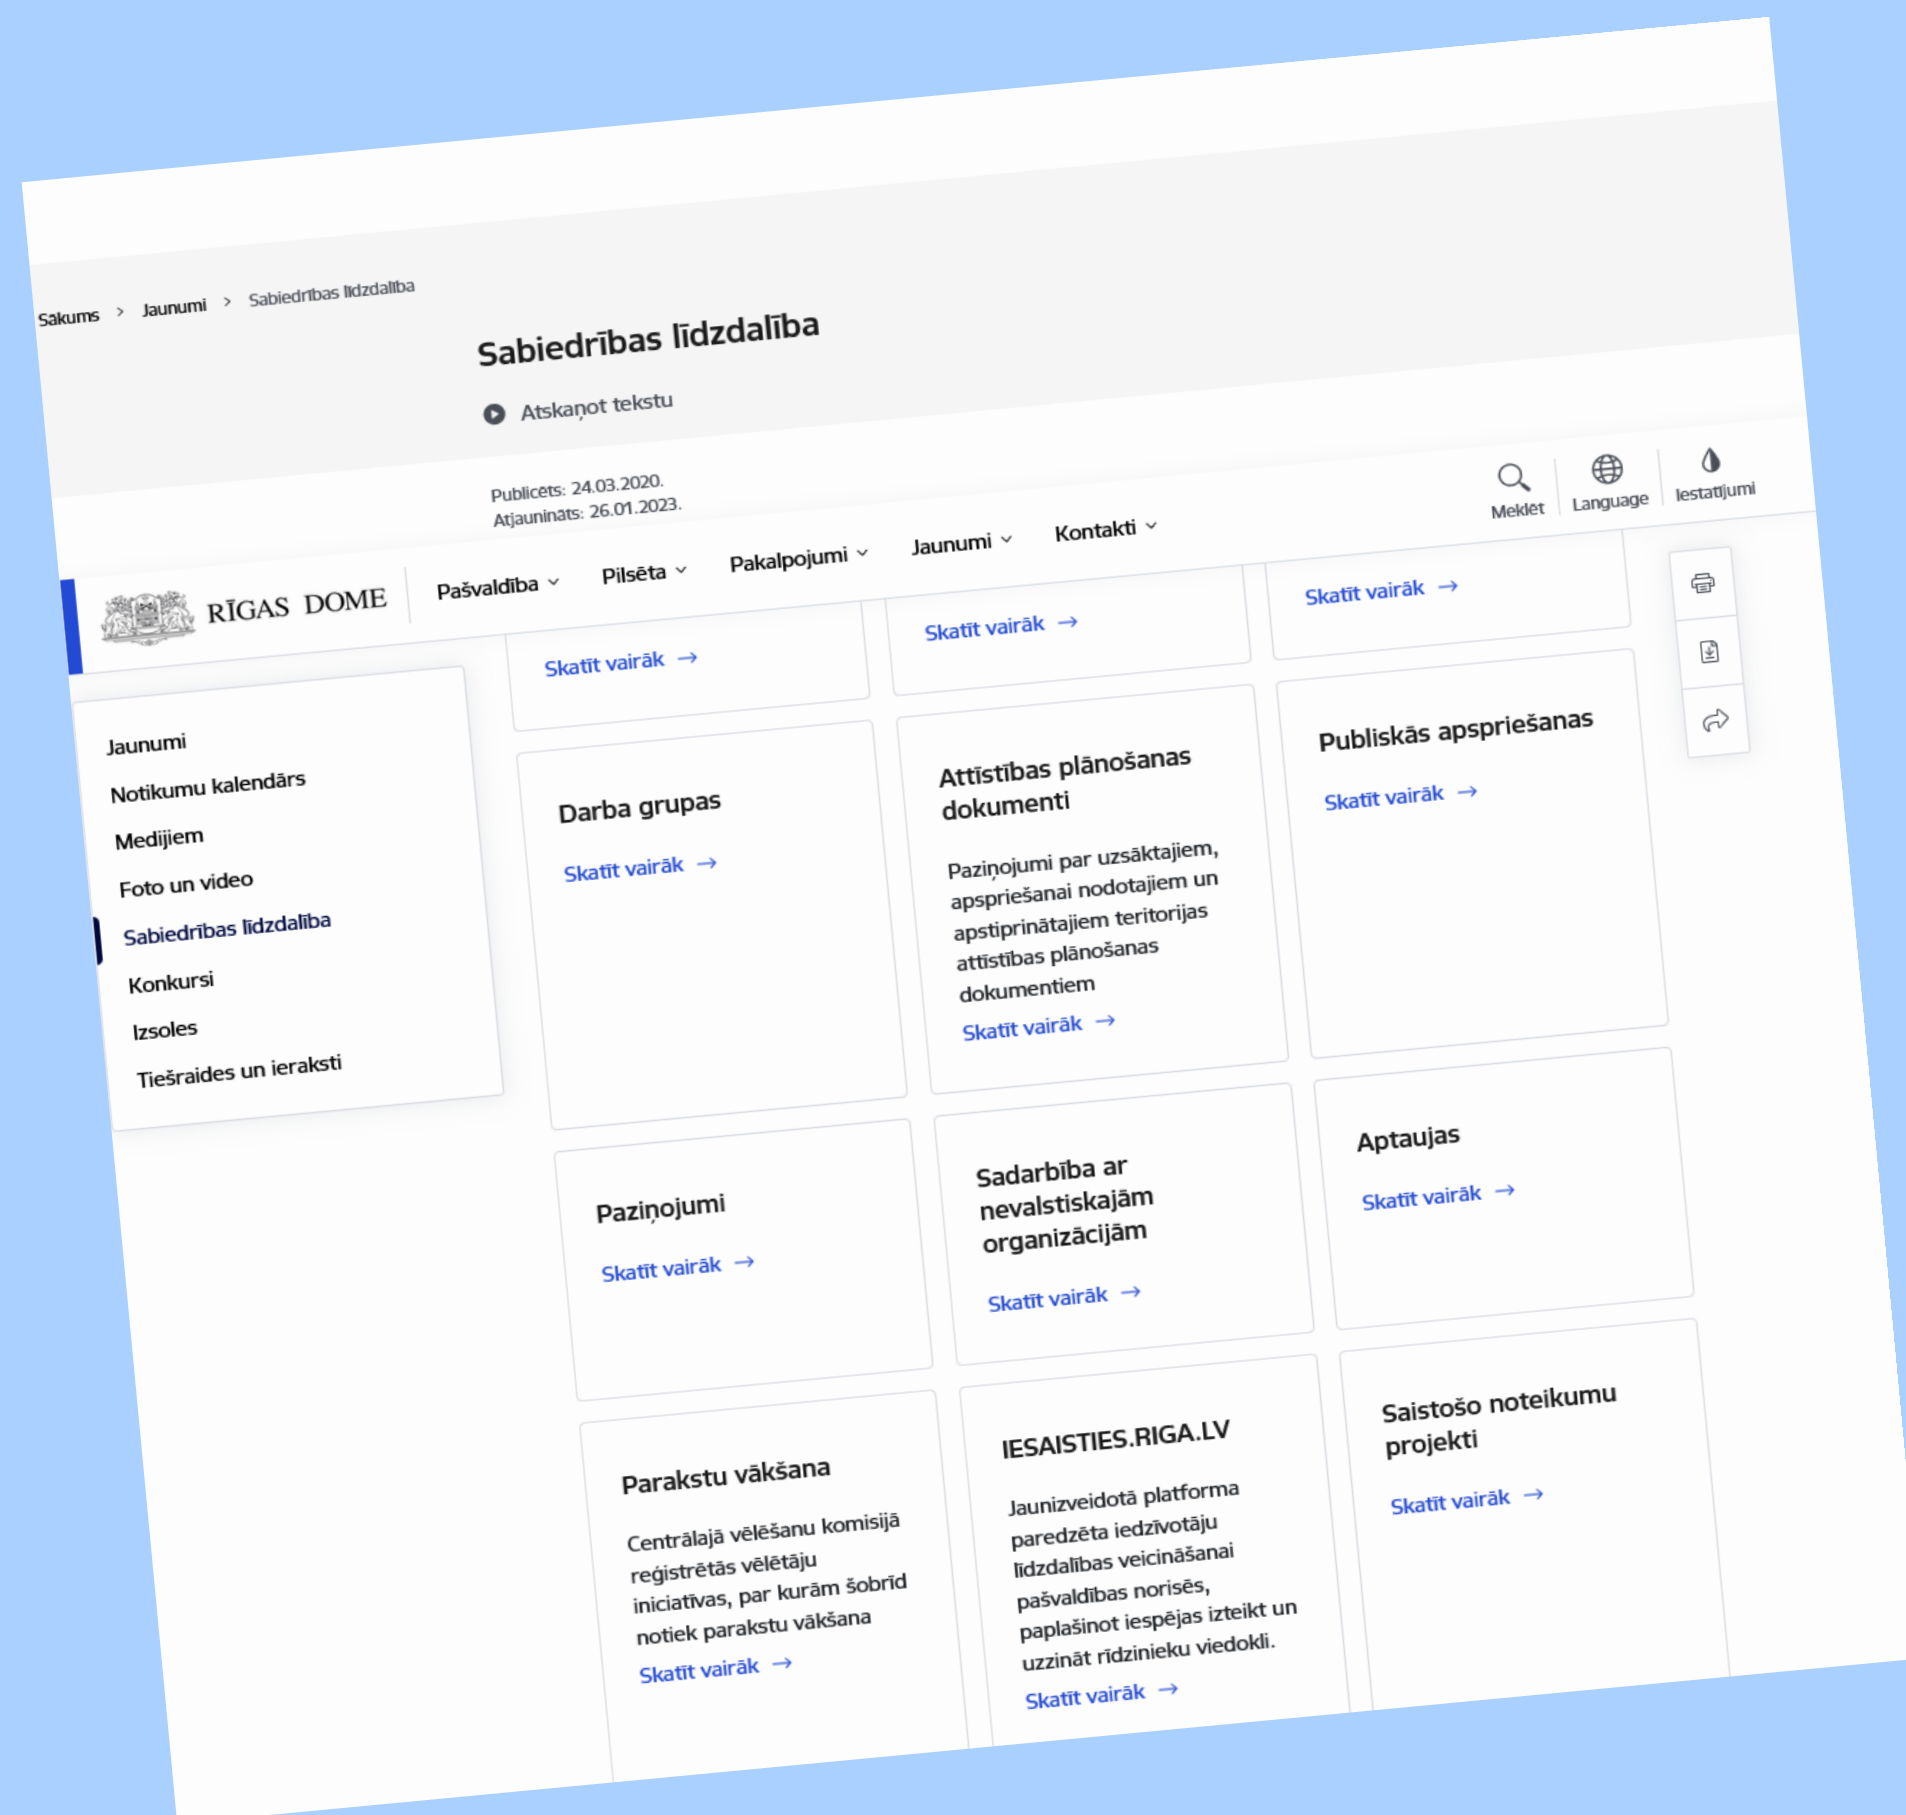 Sākums > Jaunumi > Sabiedrības līdzdalība
Sabiedrības līdzdalība
Atskaņot tekstu
Publicēts: 24.03.2020.
Atjaunināts: 26.01.2023.
RĪGAS DOME
Pašvaldība
Pilsēta
Pakalpojumi
Jaunumi
Kontakti
Meklēt
Language
Iestatījumi
Jaunumi
Notikumu kalendārs
Medijiem
Foto un video
Sabiedrības līdzdalība
Konkursi
Izsoles
Tiešraides un ieraksti
Skatīt vairāk →
Skatīt vairāk →
Skatīt vairāk →
Darba grupas
Skatīt vairāk →
Attīstības plānošanas
dokumenti
Paziņojumi par uzsāktajiem,
apspriešanai nodotajiem un
apstiprinātajiem teritorijas
attīstības plānošanas
dokumentiem
Skatīt vairāk →
Publiskās apspriešanas
Skatīt vairāk →
Paziņojumi
Skatīt vairāk →
Sadarbība ar
nevalstiskajām
organizācijām
Skatīt vairāk →
Aptaujas
Skatīt vairāk →
Parakstu vākšana
Centrālajā vēlēšanu komisijā
reģistrētās vēlētāju
iniciatīvas, par kurām šobrīd
notiek parakstu vākšana
Skatīt vairāk →
IESAISTIES.RIGA.LV
Jaunizveidotā platforma
paredzēta iedzīvotāju
līdzdalības veicināšanai
pašvaldības norisēs,
paplašinot iespējas izteikt un
uzzināt rīdzinieku viedokli.
Skatīt vairāk →
Saistošo noteikumu
projekti
Skatīt vairāk →